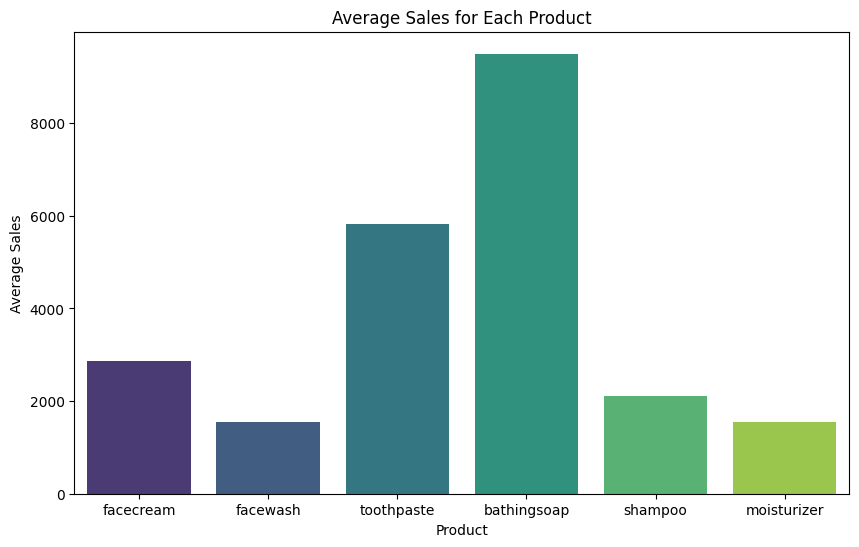 Average Sales for Each Product
Average Sales
8000
6000
4000
2000
0
facecream facewash toothpaste bathingsoap shampoo moisturizer
Product